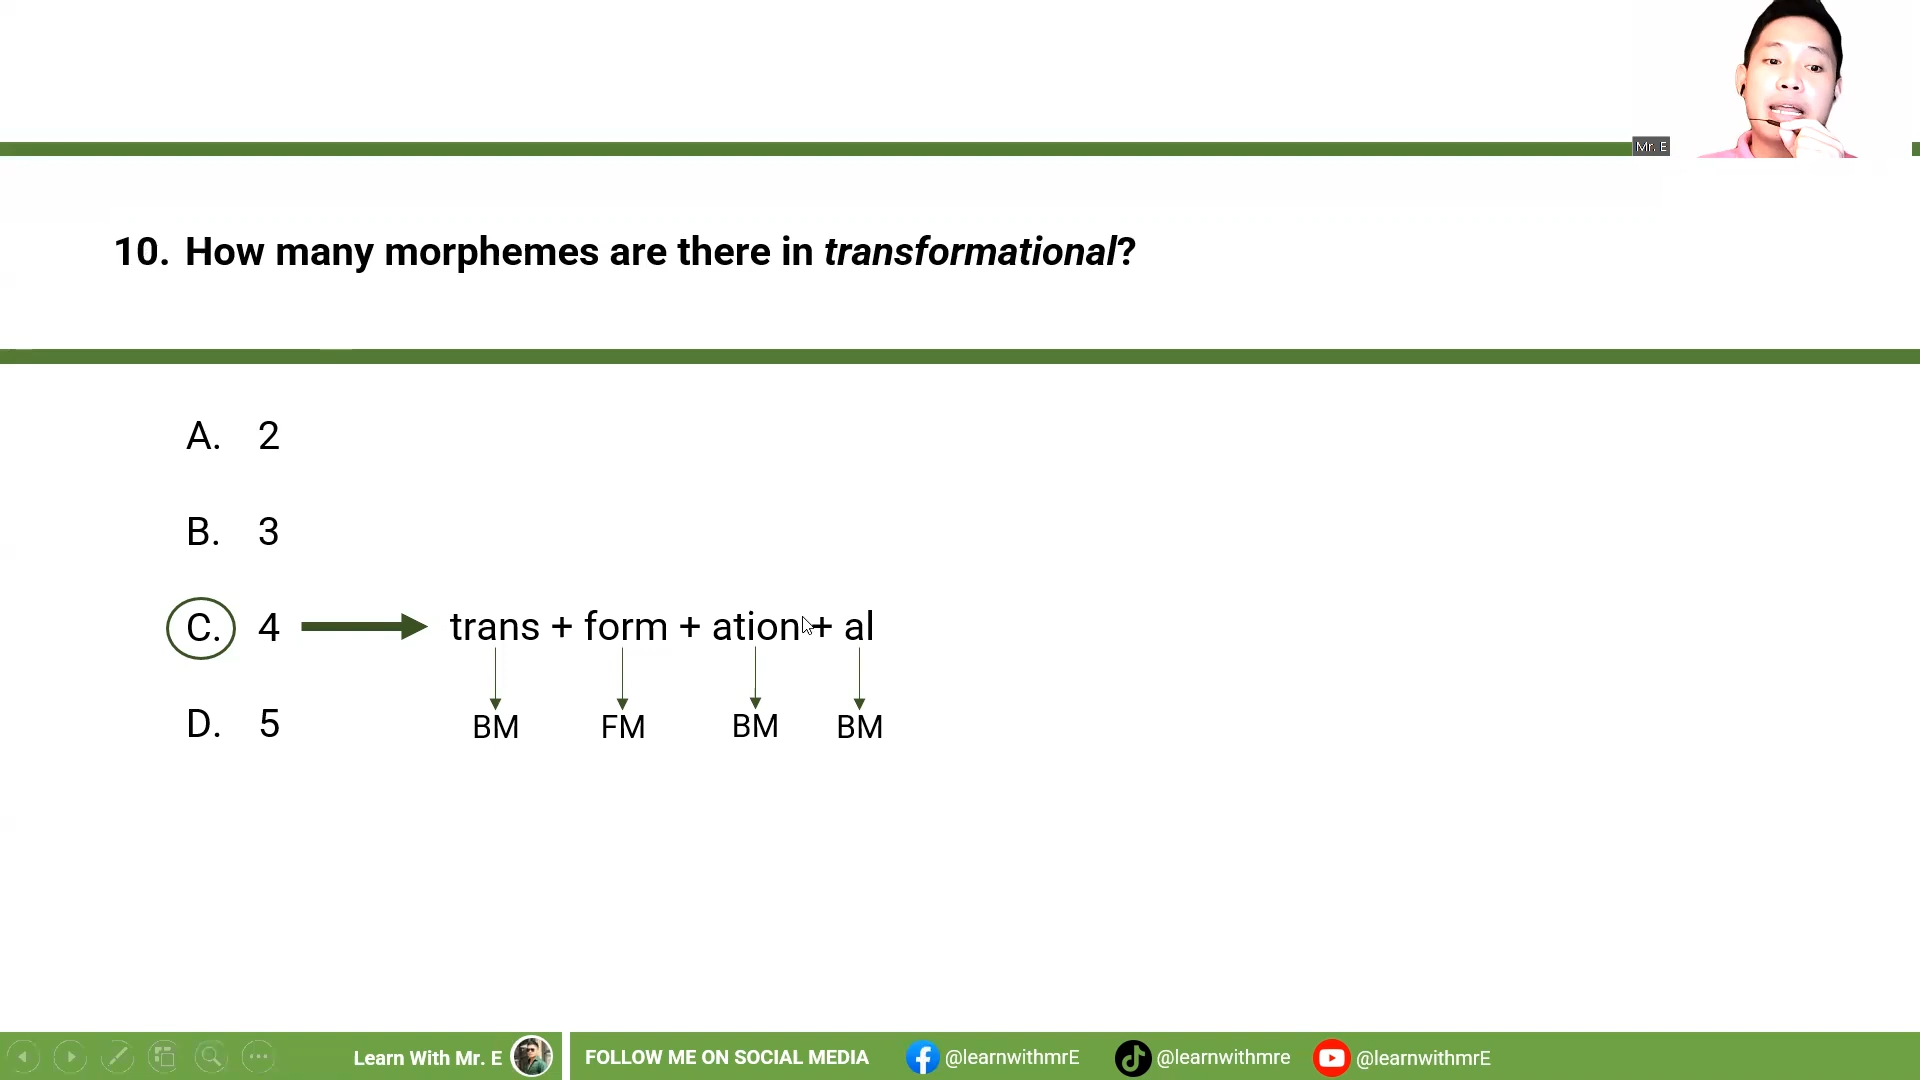 Mr. E
10. How many morphemes are there in transformational?
A. 2
B. 3
C. 4 trans + form + ation + al
BM FM BM BM
D. 5
Learn With Mr. E FOLLOW ME ON SOCIAL MEDIA @learnwithmrE @learnwithmre @learnwithmrE